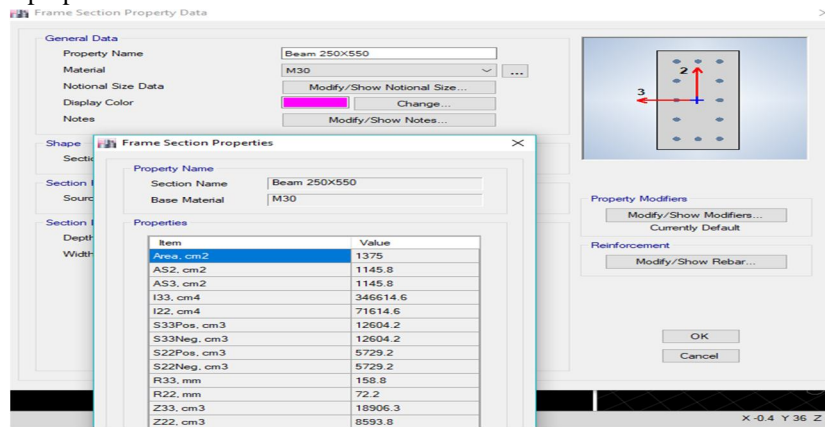 Frame Section Property Data
General Data
Property Name Beam 250X550
Material M30 ...
Notional Size Data Modify/Show Notional Size...
Display Color Change...
Notes Modify/Show Notes...
2
3
Shape
Frame Section Properties
Property Name
Section Name Beam 250X550
Base Material M30
Properties
Item Value
Area, cm2 1375
AS2, cm2 1145.8
AS3, cm2 1145.8
I33, cm4 346614.6
I22, cm4 71614.6
S33Pos, cm3 12604.2
S33Neg, cm3 12604.2
S22Pos, cm3 5729.2
S22Neg, cm3 5729.2
R33, mm 158.8
R22, mm 72.2
Z33, cm3 18906.3
Z22, cm3 8593.8
Section
Section
Depth
Width
Property Modifiers
Modify/Show Modifiers...
Currently Default
Reinforcement
Modify/Show Rebar...
OK
Cancel
X -0.4 Y 36 Z